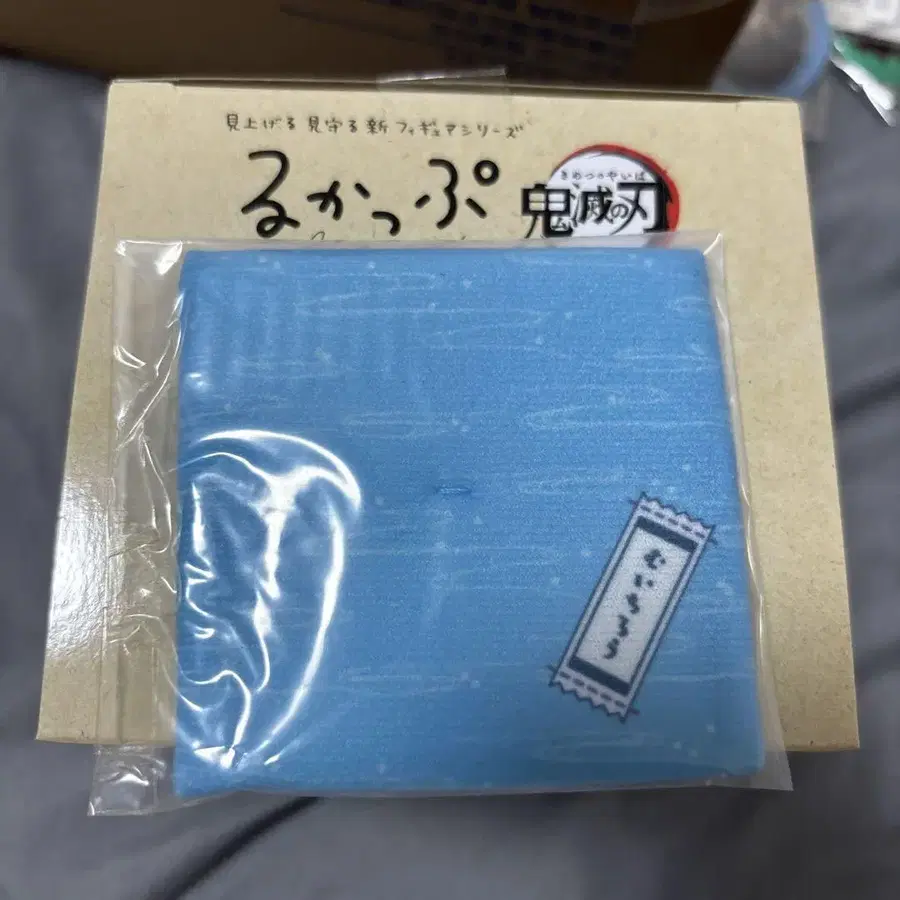 見上げる 見守る 新 フィギュアシリーズ
るかっぷ
きめつのやいば
鬼滅の刃
むいちろう